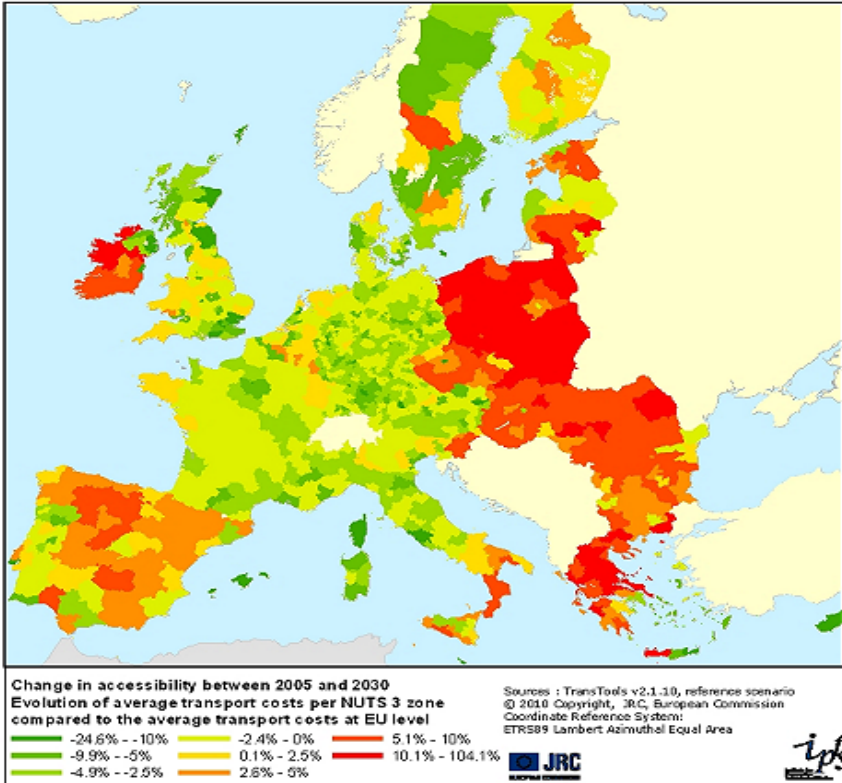 Change in accessibility between 2005 and 2030
Evolution of average transport costs per NUTS 3 zone
compared to the average transport costs at EU level
-24.6% - -10%
-9.9% - -5%
-4.9% - -2.5%
-2.4% - 0%
0.1% - 2.5%
2.6% - 5%
5.1% - 10%
10.1% - 104.1%
Sources : TransTools v2.1.10, reference scenario
© 2010 Copyright, JRC, European Commission
Coordinate Reference System:
ETRS89 Lambert Azimuthal Equal Area
JRC
EUROPEAN COMMISSION